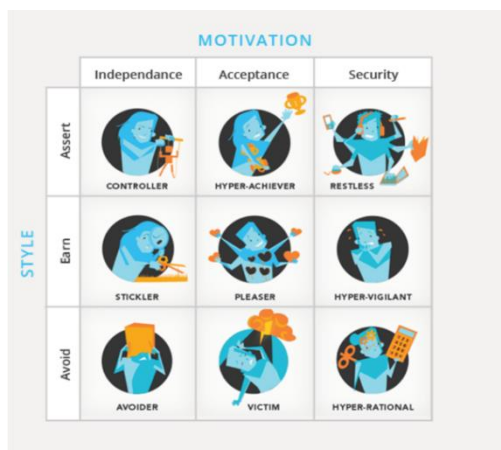 MOTIVATION
Independance Acceptance Security
STYLE
Assert
CONTROLLER HYPER-ACHIEVER RESTLESS
Earn
STICKLER PLEASER HYPER-VIGILANT
Avoid
AVOIDER VICTIM HYPER-RATIONAL